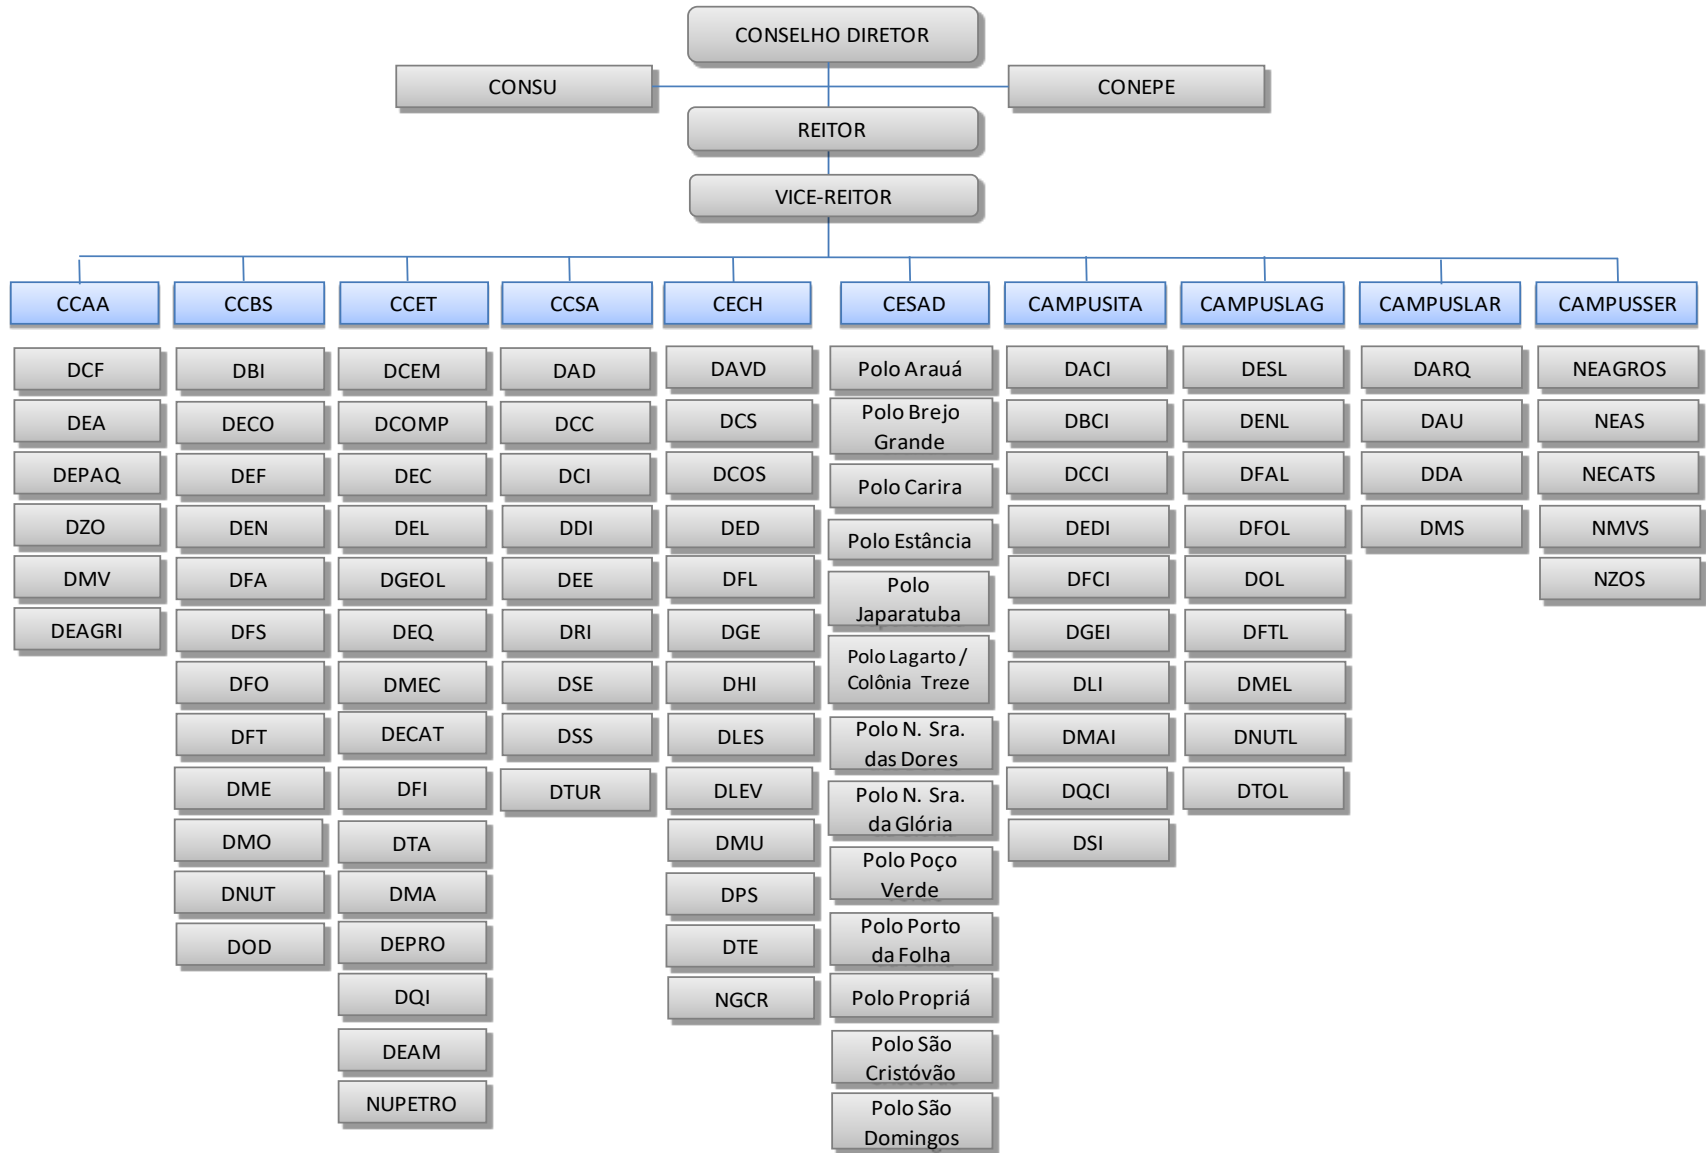 CONSELHO DIRETOR
CONSU
CONEPE
REITOR
VICE-REITOR
CCAA
DCF
DEA
DEPAQ
DZO
DMV
DEAGRI
CCBS
DBI
DECO
DEF
DEN
DFA
DFS
DFO
DFT
DME
DMO
DNUT
DOD
CCET
DCEM
DCOMP
DEC
DEL
DGEOL
DEQ
DMEC
DECAT
DFI
DTA
DMA
DEPRO
DQI
DEAM
NUPETRO
CCSA
DAD
DCC
DCI
DDI
DEE
DRI
DSE
DSS
DTUR
CECH
DAVD
DCS
DCOS
DED
DFL
DGE
DHI
DLES
DLEV
DMU
DPS
DTE
NGCR
CESAD
Polo Arauá
Polo Brejo
Grande
Polo Carira
Polo Estância
Polo
Japaratuba
Polo Lagarto /
Colônia Treze
Polo N. Sra.
das Dores
Polo N. Sra.
da Glória
Polo Poço
Verde
Polo Porto
da Folha
Polo Propriá
Polo São
Cristóvão
Polo São
Domingos
CAMPUSITA
DACI
DBCI
DCCI
DEDI
DFCI
DGEI
DLI
DMAI
DQCI
DSI
CAMPUSLAG
DESL
DENL
DFAL
DFOL
DOL
DFTL
DMEL
DNUTL
DTOL
CAMPUSLAR
DARQ
DAU
DDA
DMS
CAMPUSSER
NEAGROS
NEAS
NECATS
NMVS
NZOS